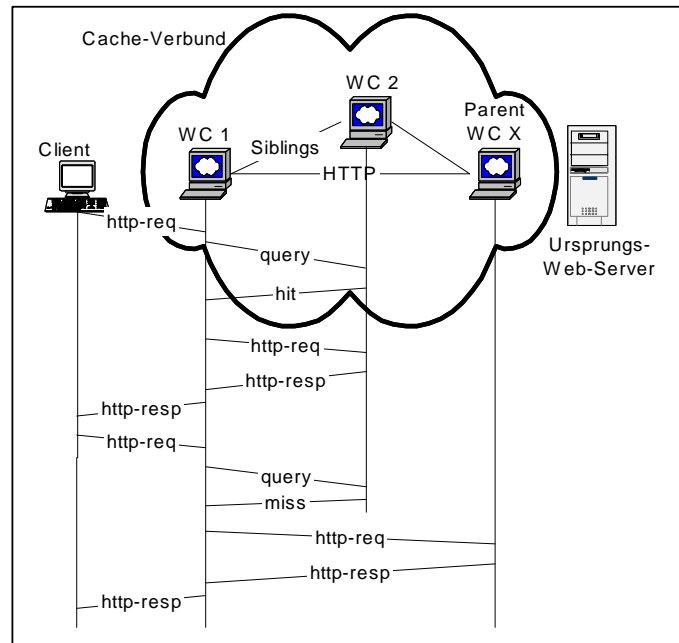 Cache-Verbund
WC 2
Parent
WC X
WC 1
Siblings
Client
HTTP
http-req
Ursprungs-
Web-Server
query
hit
http-req
http-resp
http-resp
http-req
query
miss
http-req
http-resp
http-resp